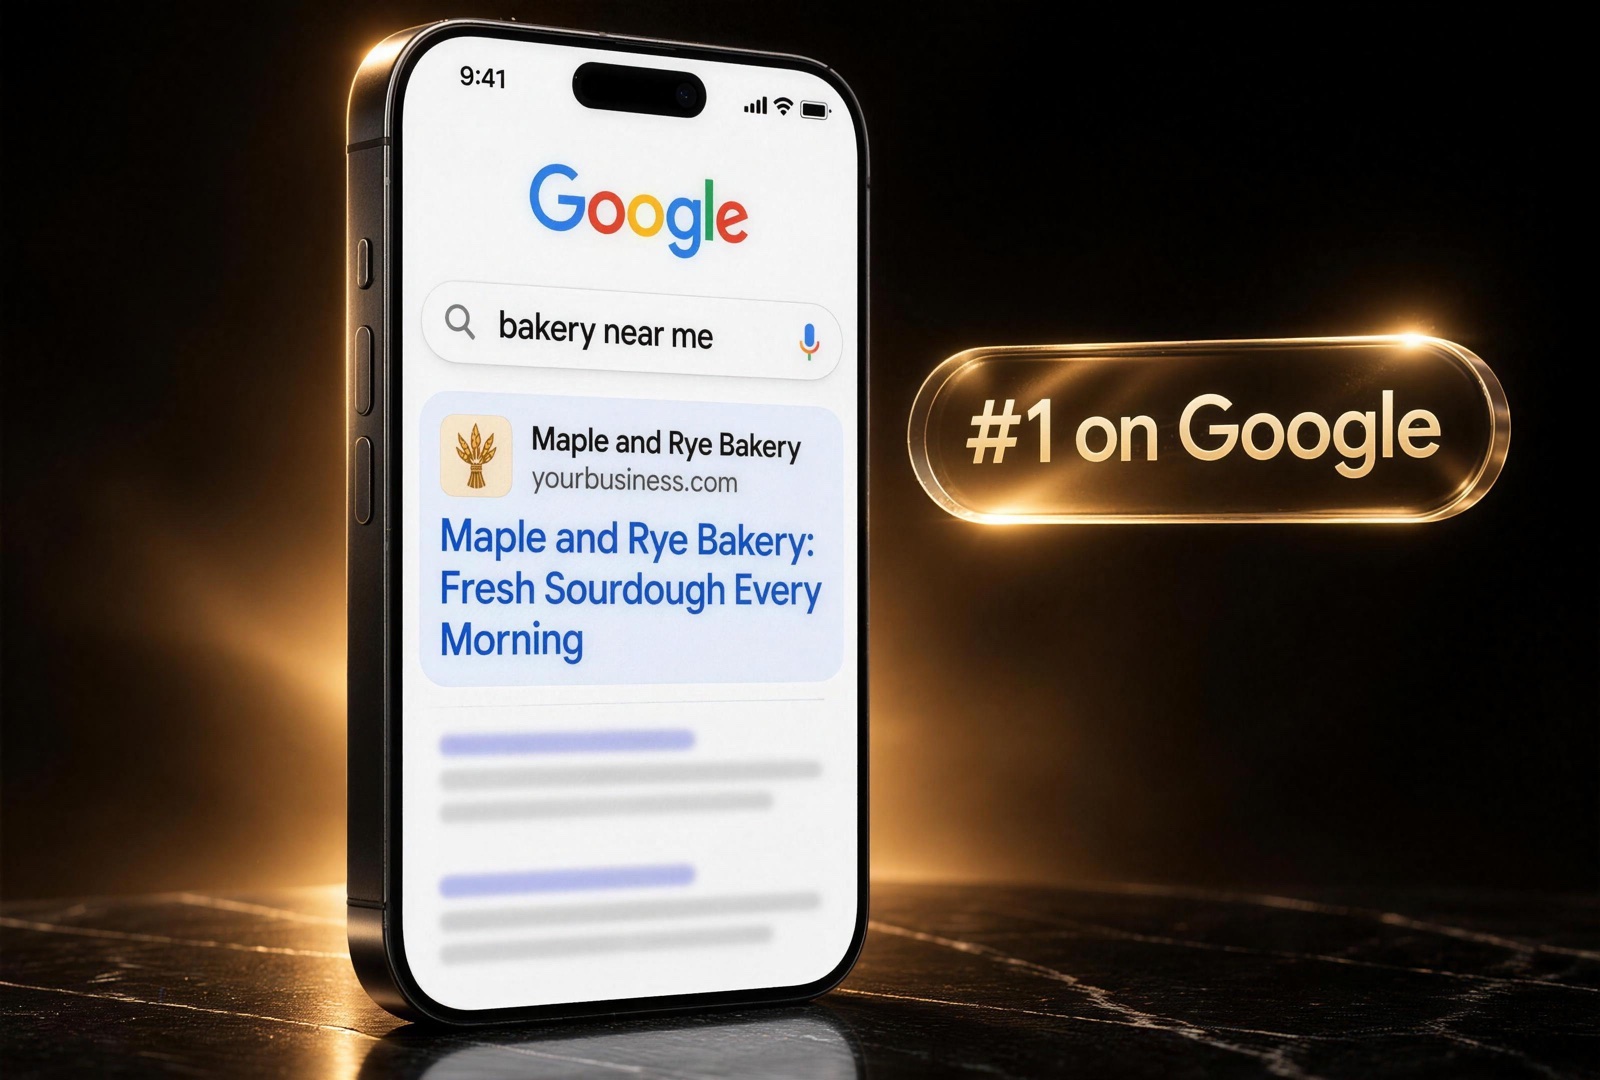 9:41
Google
bakery near me
Maple and Rye Bakery
yourbusiness.com
Maple and Rye Bakery:
Fresh Sourdough Every
Morning
#1 on Google